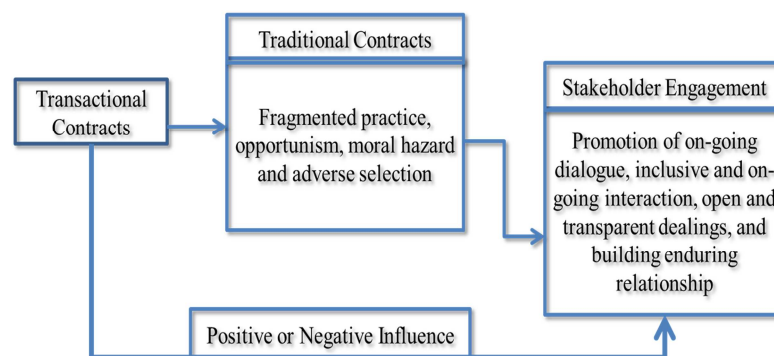 Traditional Contracts
Transactional
Contracts
Fragmented practice,
opportunism, moral hazard
and adverse selection
Stakeholder Engagement
Promotion of on-going
dialogue, inclusive and on-
going interaction, open and
transparent dealings, and
building enduring
relationship
Positive or Negative Influence